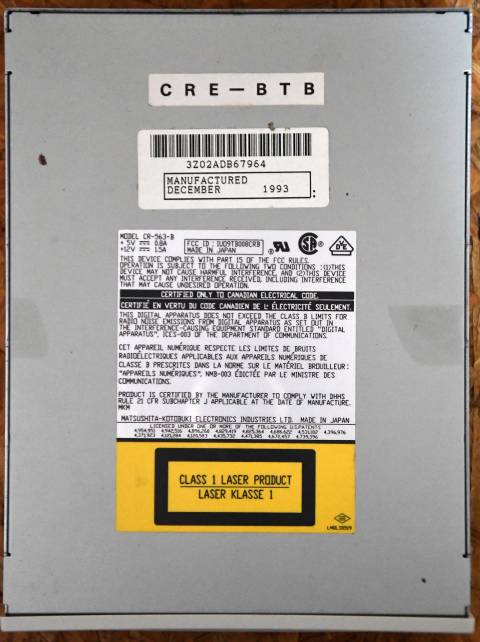 CRE-BTB
3Z02ADB67964
MANUFACTURED
DECEMBER 1993 :
MODEL CR-563-B
+ 5V 0.8A
+12V 1.5A
FCC ID : IUQ9TB008CRB
MADE IN JAPAN
THIS DEVICE COMPLIES WITH PART 15 OF THE FCC RULES.
OPERATION IS SUBJECT TO THE FOLLOWING TWO CONDITIONS :(1)THIS
DEVICE MAY NOT CAUSE HARMFUL INTERFERENCE, AND (2)THIS DEVICE
MUST ACCEPT ANY INTERFERENCE RECEIVED, INCLUDING INTERFERENCE
THAT MAY CAUSE UNDESIRED OPERATION.
CERTIFIED ONLY TO CANADIAN ELECTRICAL CODE.
CERTIFIÉ EN VERTU DU CODE CANADIEN DE L' ÉLECTRICITÉ SEULEMENT.
THIS DIGITAL APPARATUS DOES NOT EXCEED THE CLASS B LIMITS FOR
RADIO NOISE EMISSIONS FROM DIGITAL APPARATUS AS SET OUT IN
THE INTERFERENCE-CAUSING EQUIPMENT STANDARD ENTITLED "DIGITAL
APPARATUS", ICES-003 OF THE DEPARTMENT OF COMMUNICATIONS.
CET APPAREIL NUMÉRIQUE RESPECTE LES LIMITES DE BRUITS
RADIOÉLECTRIQUES APPLICABLES AUX APPAREILS NUMÉRIQUES DE
CLASSE B PRESCRITES DANS LA NORME SUR LE MATÉRIEL BROUILLEUR:
"APPAREILS NUMÉRIQUES", NMB-003 ÉDICTÉE PAR LE MINISTRE DES
COMMUNICATIONS.
PRODUCT IS CERTIFIED BY THE MANUFACTURER TO COMPLY WITH DHHS
RULE 21 CFR SUBCHAPTER J APPLICABLE AT THE DATE OF MANUFACTURE.
MKM
MATSUSHITA-KOTOBUKI ELECTRONICS INDUSTRIES LTD. MADE IN JAPAN
LICENSED UNDER ONE OR MORE OF THE FOLLOWING U.S.PATENTS
CLASS 1 LASER PRODUCT
LASER KLASSE 1